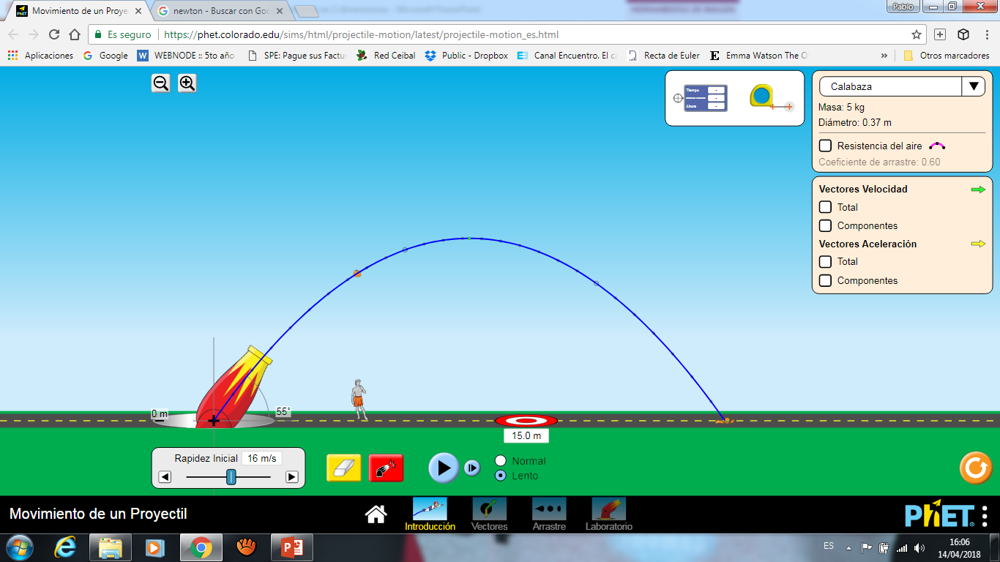 Movimiento de un Proye
newton - Buscar con Goo
Pablo
Es seguro
https://phet.colorado.edu/sims/html/projectile-motion/latest/projectile-motion_es.html
Aplicaciones
Google
WEBNODE :: 5to año
SPE: Pague sus Factu
Red Ceibal
Public - Dropbox
Canal Encuentro. El ca
Recta de Euler
Emma Watson The O
»
Otros marcadores
Tiempo
Altura
Calabaza
Masa: 5 kg
Diámetro: 0.37 m
Resistencia del aire
Coeficiente de arrastre: 0.60
Vectores Velocidad
Total
Componentes
Vectores Aceleración
Total
Componentes
0 m
55°
15.0 m
Rapidez Inicial 16 m/s
Normal
Lento
Movimiento de un Proyectil
Introducción
Vectores
Arrastre
Laboratorio
PhET
ES
16:06
14/04/2018